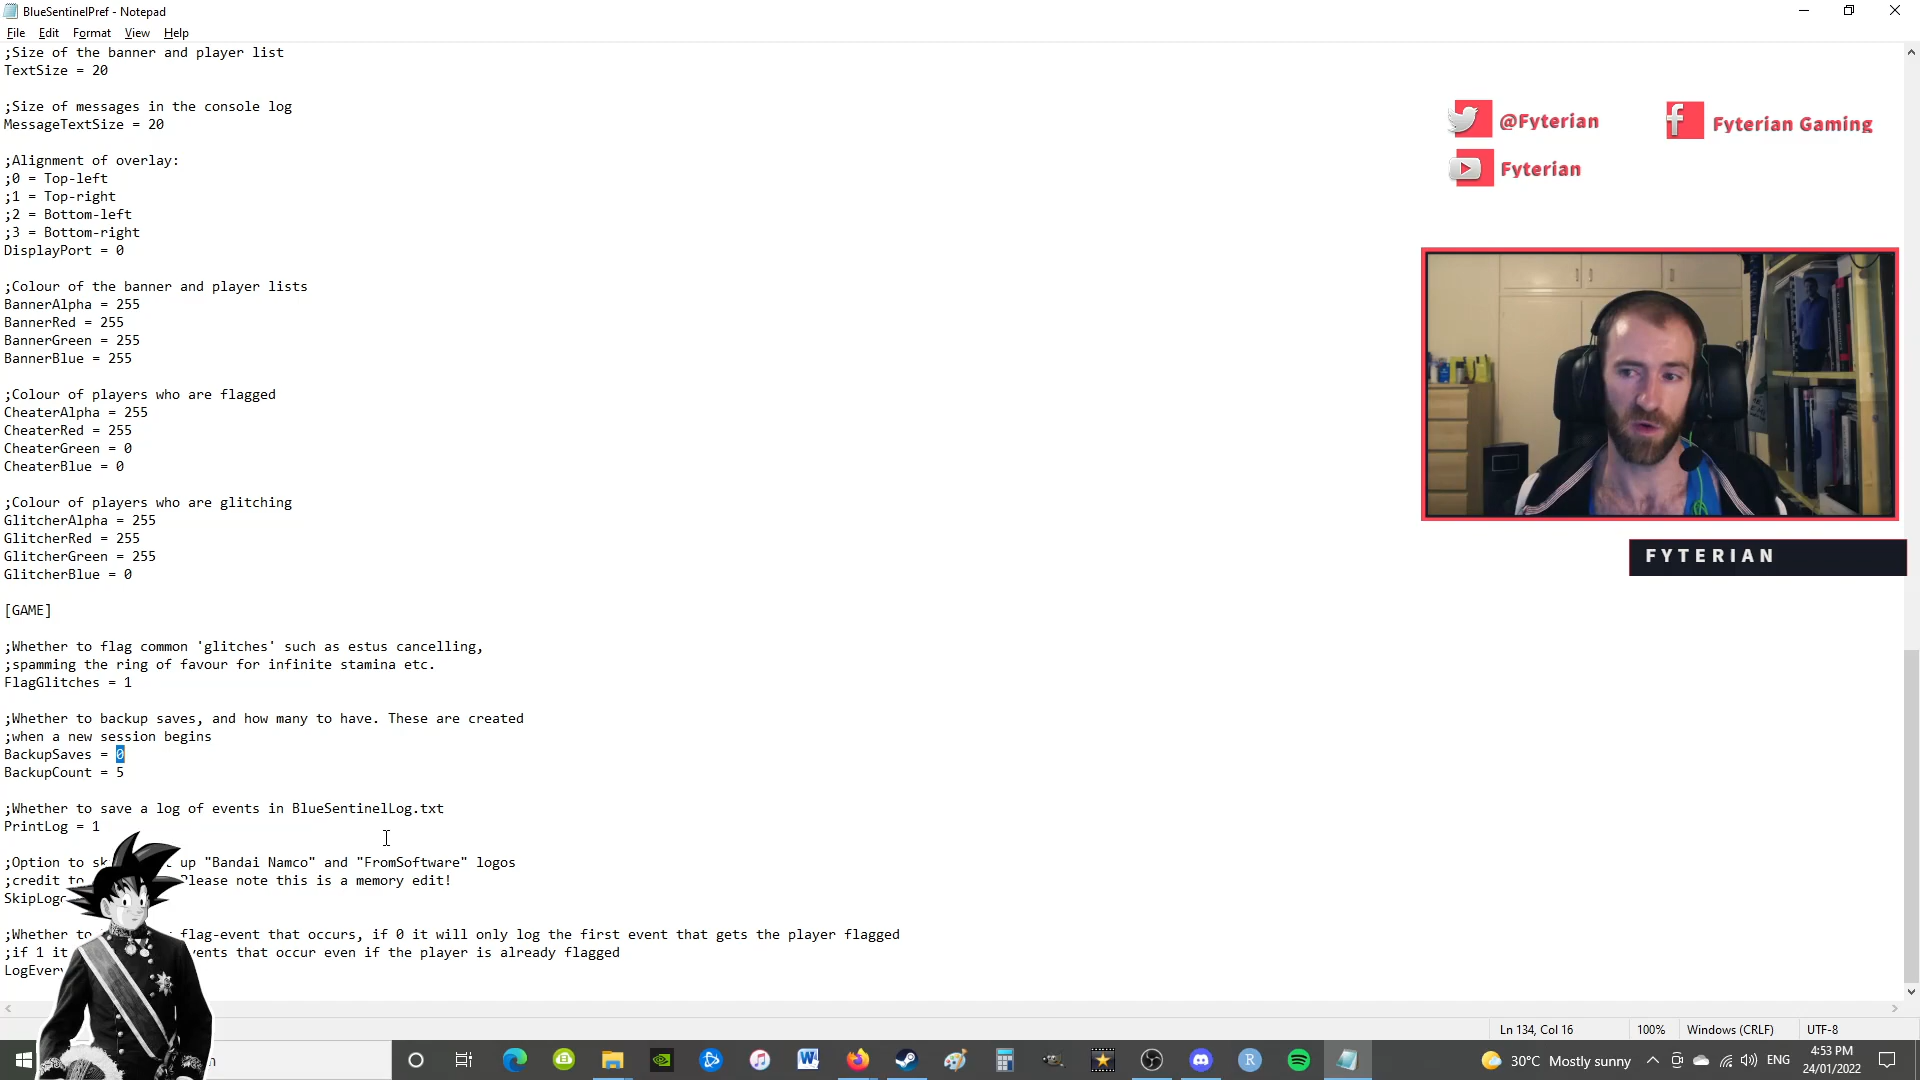 BlueSentinelPref - Notepad
File Edit Format View Help
;Size of the banner and player list
TextSize = 20
;Size of messages in the console log
MessageTextSize = 20
;Alignment of overlay:
;0 = Top-left
;1 = Top-right
;2 = Bottom-left
;3 = Bottom-right
DisplayPort = 0
;Colour of the banner and player lists
BannerAlpha = 255
BannerRed = 255
BannerGreen = 255
BannerBlue = 255
;Colour of players who are flagged
CheaterAlpha = 255
CheaterRed = 255
CheaterGreen = 0
CheaterBlue = 0
;Colour of players who are glitching
GlitcherAlpha = 255
GlitcherRed = 255
GlitcherGreen = 255
GlitcherBlue = 0
[GAME]
;Whether to flag common 'glitches' such as estus cancelling,
;spamming the ring of favour for infinite stamina etc.
FlagGlitches = 1
;Whether to backup saves, and how many to have. These are created
;when a new session begins
BackupSaves = 0
BackupCount = 5
;Whether to save a log of events in BlueSentinelLog.txt
PrintLog = 1
;Option to up "Bandai Namco" and "FromSoftware" logos
;credit to Please note this is a memory edit!
;Whether to flag-event that occurs, if 0 it will only log the first event that gets the player flagged
;if 1 it that occur even if the player is already flagged
@Fyterian
Fyterian Gaming
Fyterian
FYTERIAN
Ln 134, Col 16 100% Windows (CRLF) UTF-8
30°C Mostly sunny ENG
4:53 PM
24/01/2022